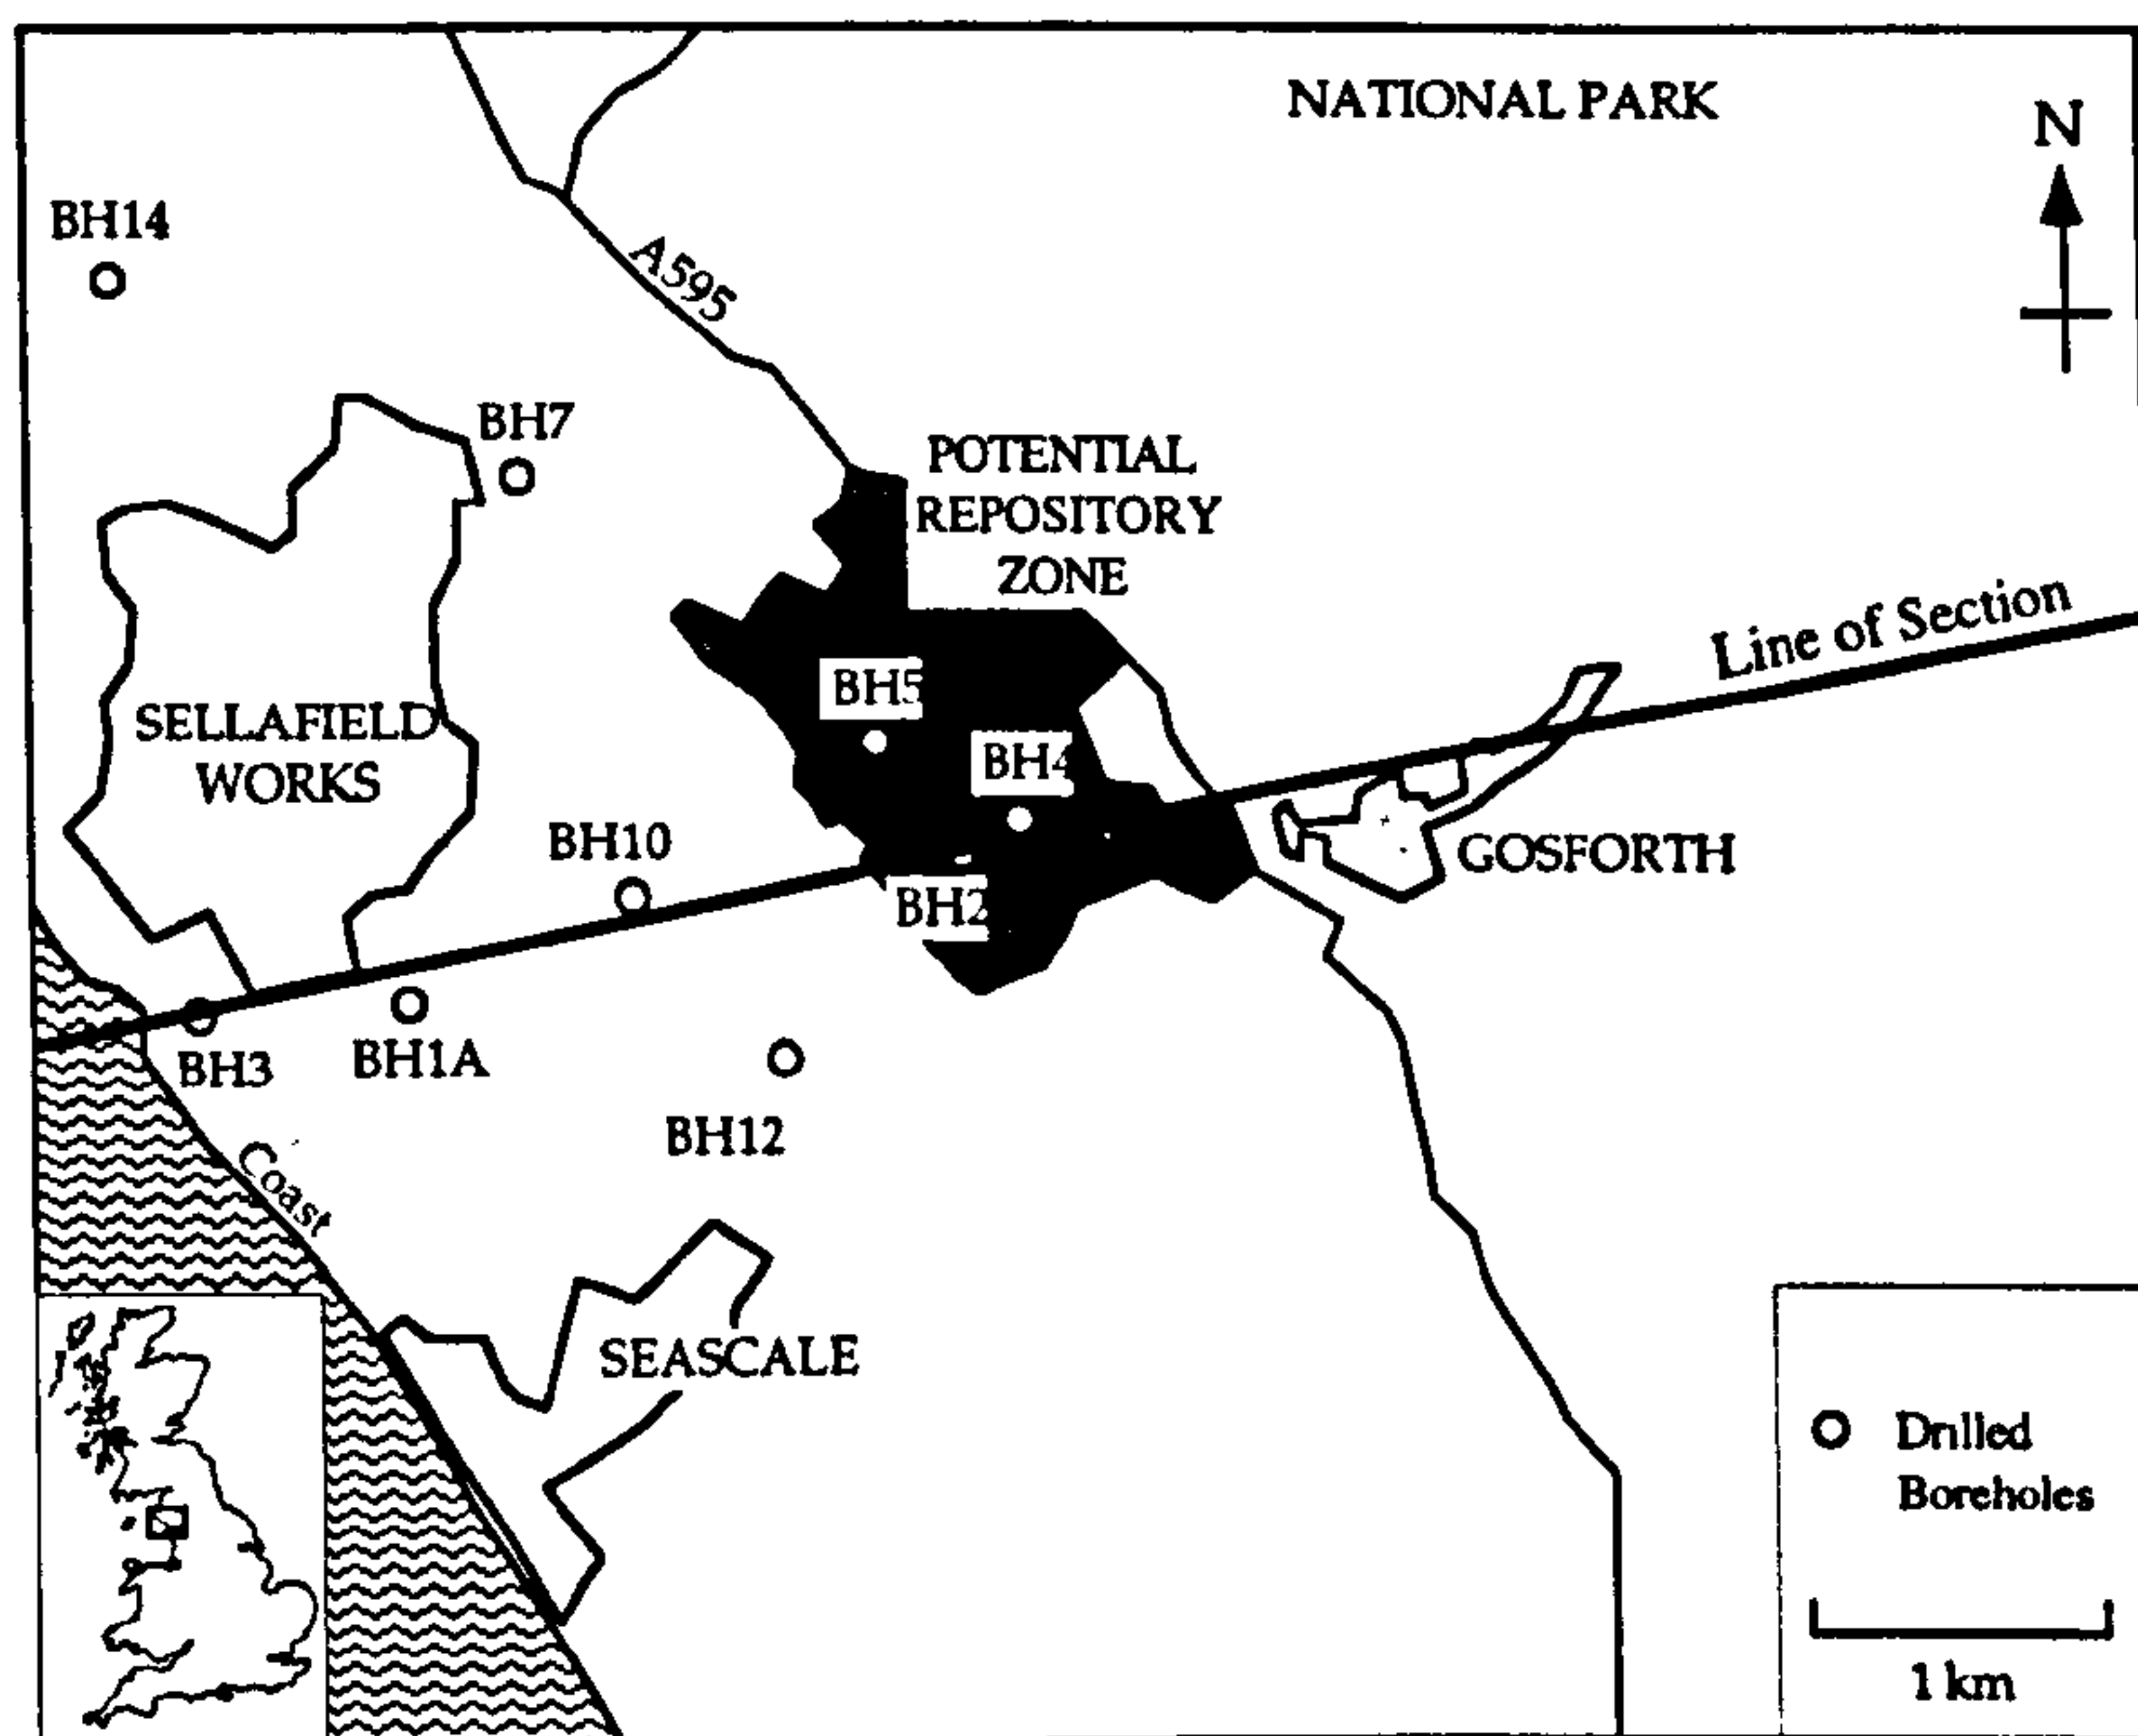 NATIONAL PARK
N
BH14
A595
BH7
POTENTIAL
REPOSITORY
ZONE
Line of Section
BH5
SELLAFIELD
WORKS
BH4
BH10
GOSFORTH
BH2
BH3
BH1A
BH12
Coast
SEASCALE
Drilled
Boreholes
1 km